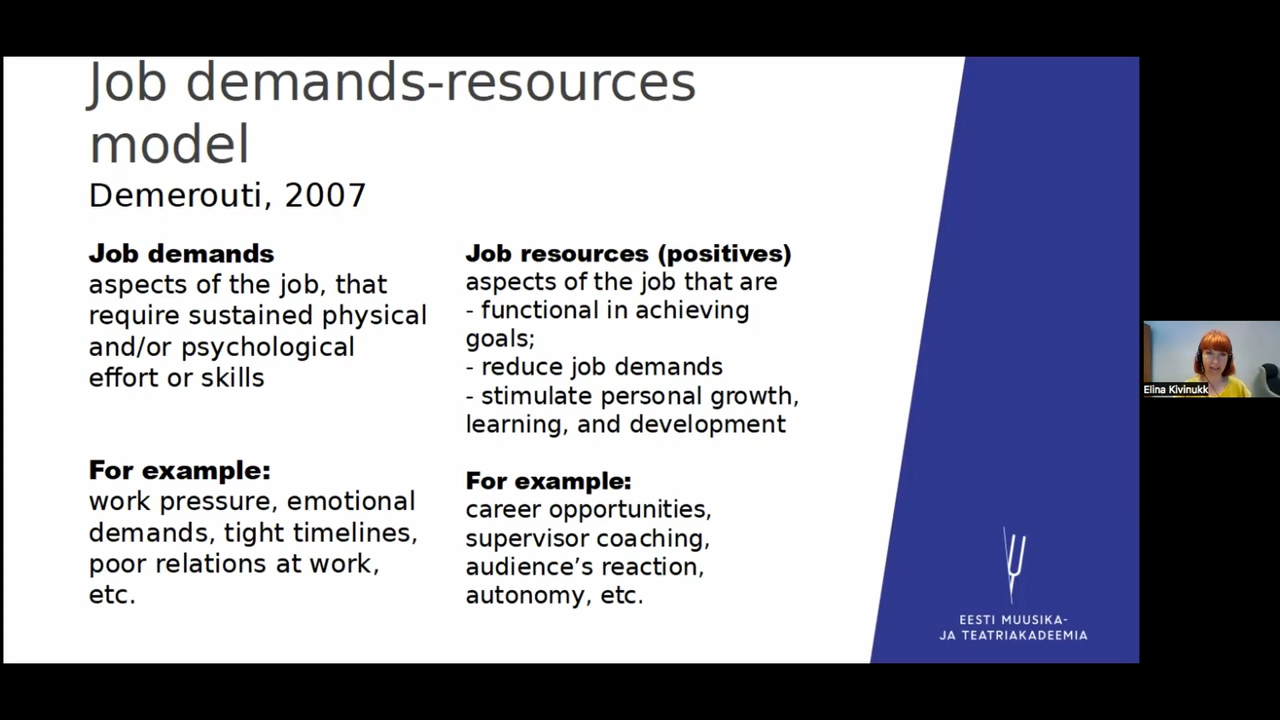 Job demands-resources
model
Demerouti, 2007
Job demands
aspects of the job, that
require sustained physical
and/or psychological
effort or skills
For example:
work pressure, emotional
demands, tight timelines,
poor relations at work,
etc.
Job resources (positives)
aspects of the job that are
- functional in achieving
goals;
- reduce job demands
- stimulate personal growth,
learning, and development
For example:
career opportunities,
supervisor coaching,
audience’s reaction,
autonomy, etc.
EESTI MUUSIKA-
JA TEATRIAKADEEMIA
Elina Kivinukk